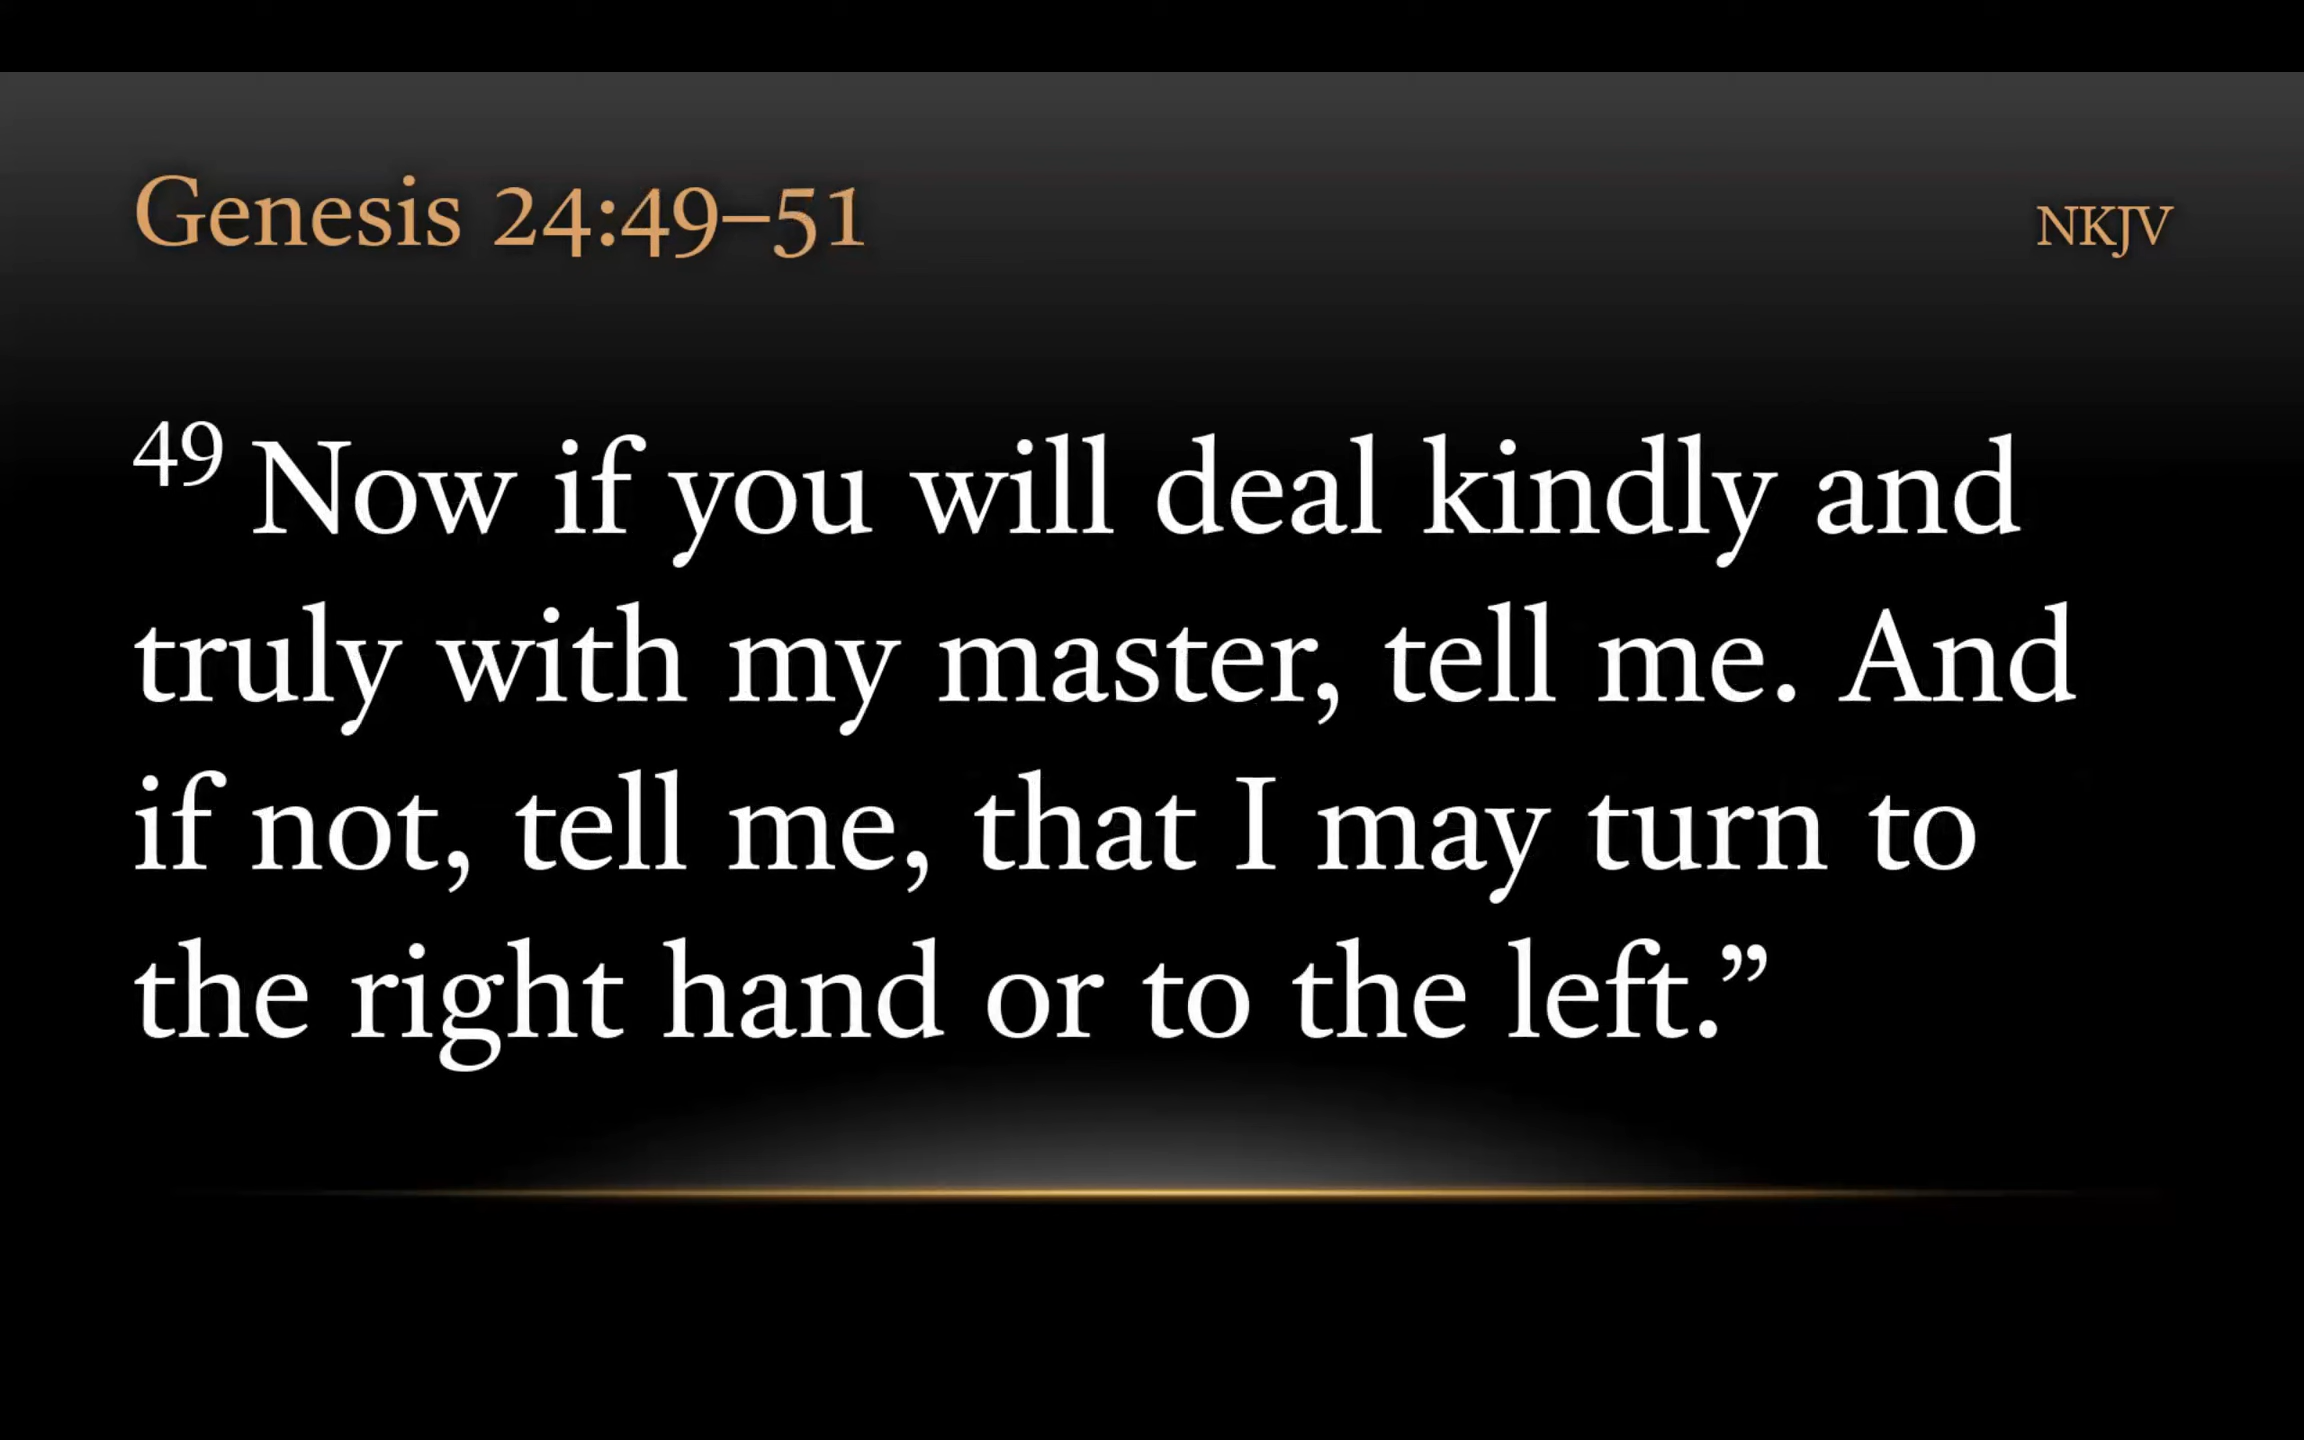 Genesis 24:49–51
NKJV
49 Now if you will deal kindly and
truly with my master, tell me. And
if not, tell me, that I may turn to
the right hand or to the left.”